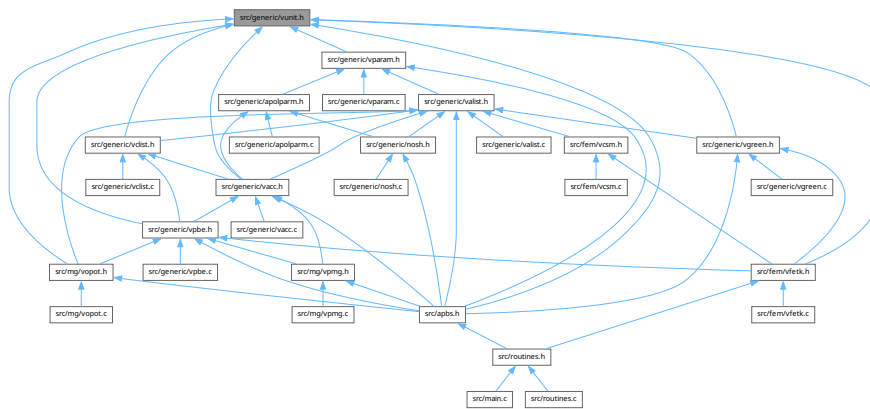 src/generic/vunit.h
src/generic/vparam.h
src/generic/apolparm.h
src/generic/vparam.c
src/generic/valist.h
src/generic/vclist.h
src/generic/apolparm.c
src/generic/nosh.h
src/generic/valist.c
src/fem/vcsm.h
src/generic/vgreen.h
src/generic/vclist.c
src/generic/vacc.h
src/generic/nosh.c
src/fem/vcsm.c
src/generic/vgreen.c
src/generic/vpbe.h
src/generic/vacc.c
src/mg/vopot.h
src/generic/vpbe.c
src/mg/vpmg.h
src/fem/vfetk.h
src/mg/vopot.c
src/mg/vpmg.c
src/apbs.h
src/fem/vfetk.c
src/routines.h
src/main.c
src/routines.c